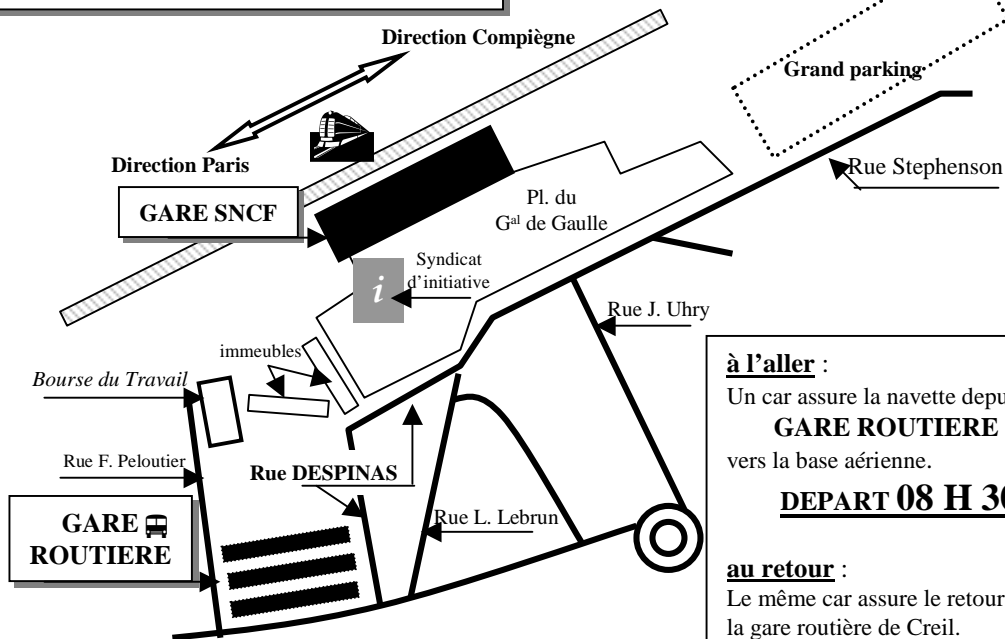 Direction Compiègne
Grand parking
Direction Paris
Rue Stephenson
GARE SNCF
Pl. du
Gal de Gaulle
Syndicat
d’initiative
i
Rue J. Uhry
immeubles
Bourse du Travail
Rue F. Peloutier
Rue DESPINAS
GARE
ROUTIERE
Rue L. Lebrun
à l’aller :
Un car assure la navette depu
GARE ROUTIERE
vers la base aérienne.
DEPART 08 H 30
au retour :
Le même car assure le retour
la gare routière de Creil.